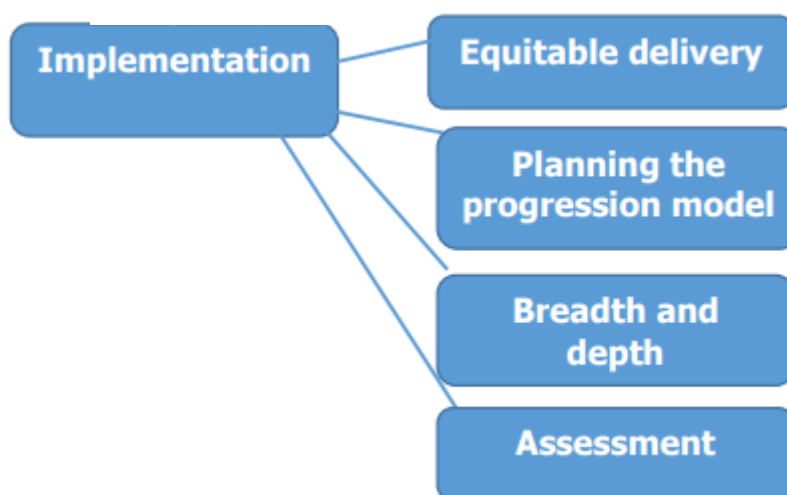 Implementation
Equitable delivery
Planning the
progression model
Breadth and
depth
Assessment